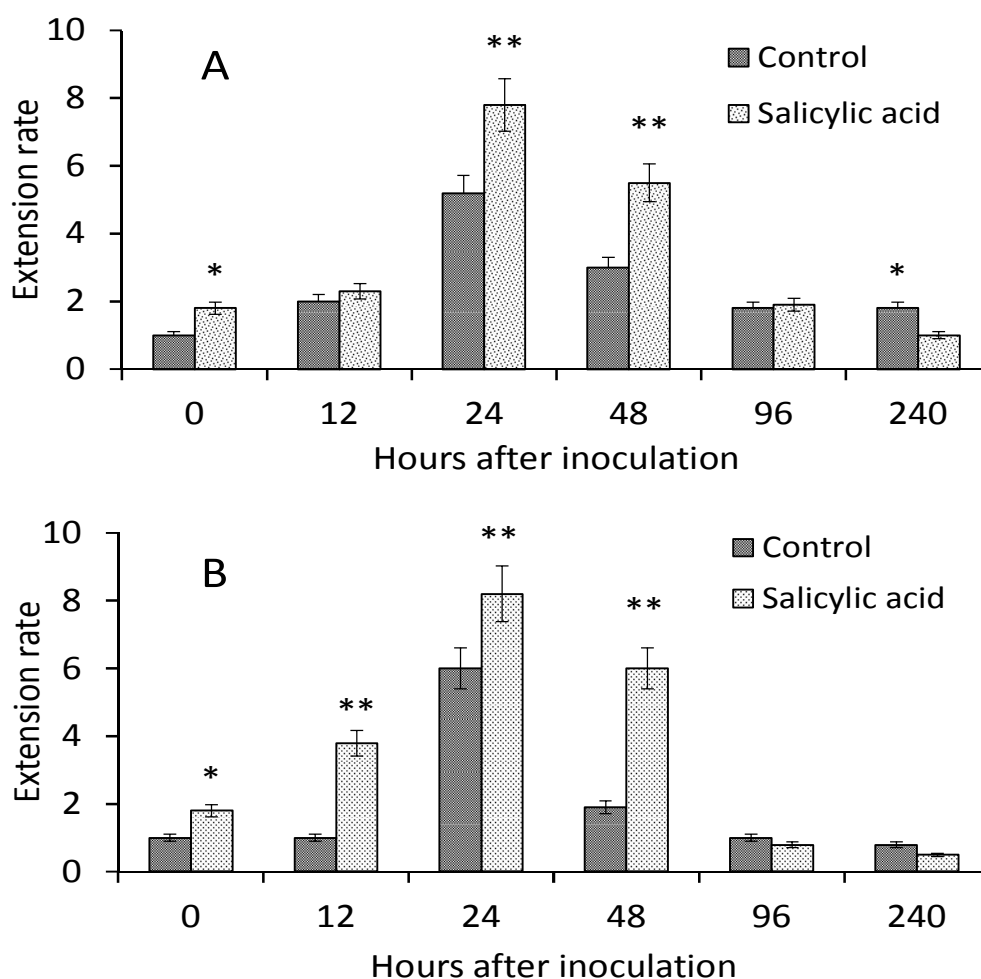 10
8
6
4
2
0
Extension rate
A
Control
Salicylic acid
*
**
**
*
0 12 24 48 96 240
Hours after inoculation
10
8
6
4
2
0
Extension rate
B
Control
Salicylic acid
*
**
**
**
0 12 24 48 96 240
Hours after inoculation